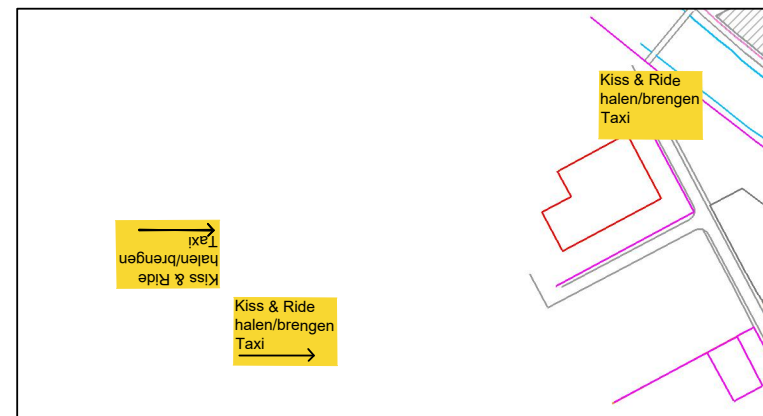 Kiss & Ride
halen/brengen
Taxi
Kiss & Ride
halen/brengen
Taxi
Kiss & Ride
halen/brengen
Taxi